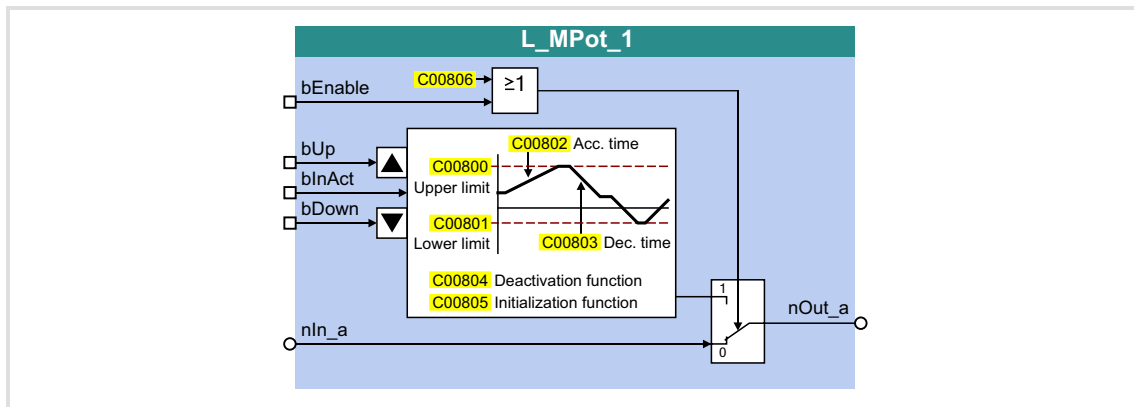 L_MPot_1
C00806
≥1
bEnable
C00802 Acc. time
bUp
C00800
Upper limit
bInAct
bDown
C00801
Lower limit
C00803 Dec. time
C00804 Deactivation function
C00805 Initialization function
1
nOut_a
nIn_a
0